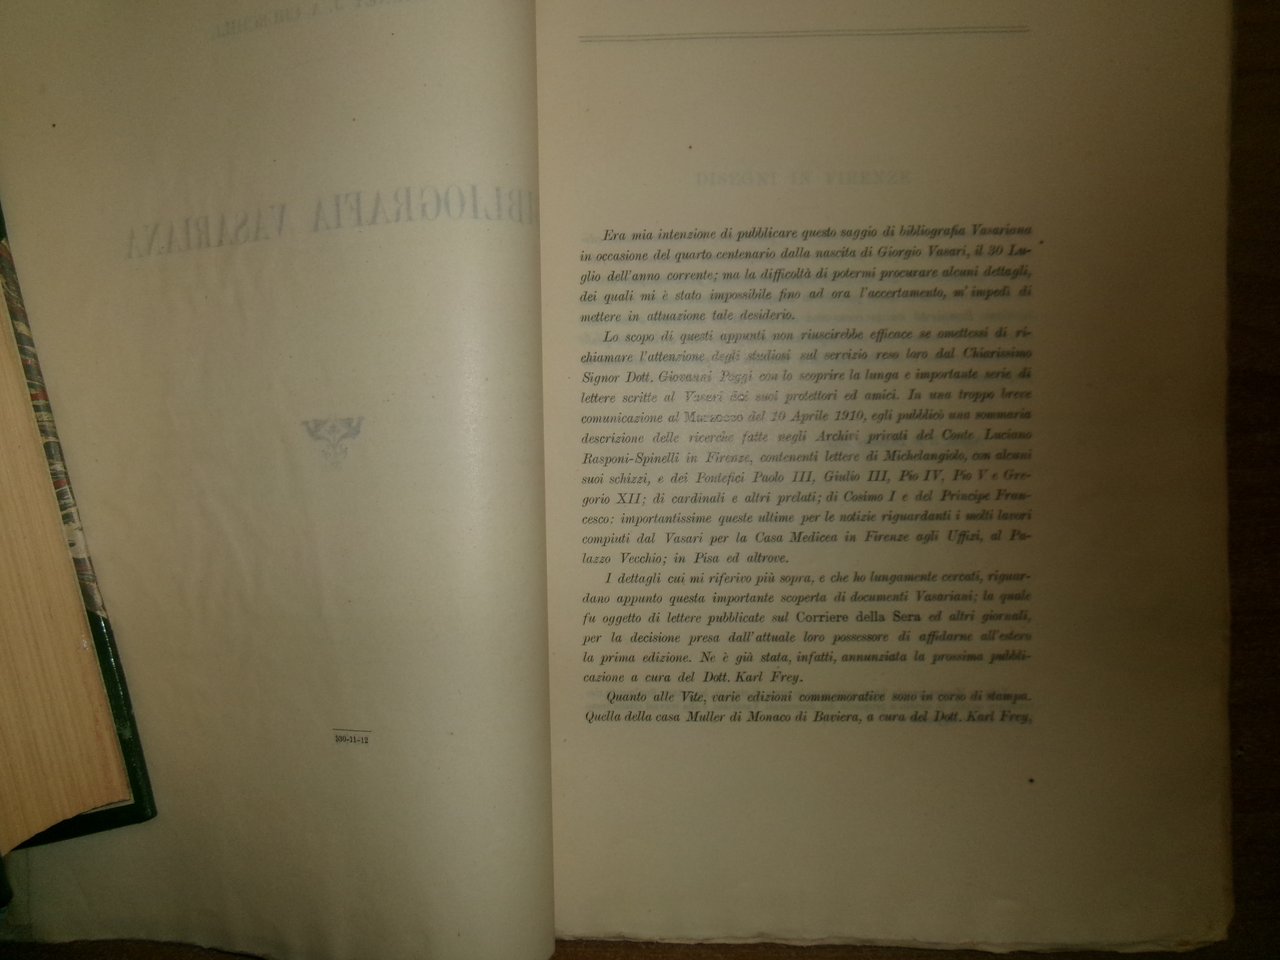 BIBLIOGRAFIA VASARIANA
330-11-12
DISEGNI IN FIRENZE
Era mia intenzione di pubblicare questo saggio di bibliografia Vasariana
in occasione del quarto centenario dalla nascita di Giorgio Vasari, il 30 Lu-
glio dell'anno corrente; ma la difficoltà di potermi procurare alcuni dettagli,
dei quali mi è stato impossibile fino ad ora l'accertamento, m'impedì di
mettere in attuazione tale desiderio.
Lo scopo di questi appunti non riuscirebbe efficace se omettessi di ri-
chiamare l'attenzione degli studiosi sul servizio reso loro dal Chiarissimo
Signor Dott. Giovanni Poggi con lo scoprire la lunga e importante serie di
lettere scritte al Vasari dai suoi protettori ed amici. In una troppo breve
comunicazione al Marzocco del 10 Aprile 1910, egli pubblicò una sommaria
descrizione delle ricerche fatte negli Archivi privati del Conte Luciano
Rasponi-Spinelli in Firenze, contenenti lettere di Michelangiolo, con alcuni
suoi schizzi, e dei Pontefici Paolo III, Giulio III, Pio IV, Pio V e Gre-
gorio XII; di cardinali e altri prelati; di Cosimo I e del Principe Fran-
cesco: importantissime queste ultime per le notizie riguardanti i molti lavori
compiuti dal Vasari per la Casa Medicea in Firenze agli Uffizi, al Pa-
lazzo Vecchio; in Pisa ed altrove.
I dettagli cui mi riferivo più sopra, e che ho lungamente cercati, riguar-
dano appunto questa importante scoperta di documenti Vasariani; la quale
fu oggetto di lettere pubblicate sul Corriere della Sera ed altri giornali,
per la decisione presa dall'attuale loro possessore di affidarne all'estero
la prima edizione. Ne è già stata, infatti, annunziata la prossima pubbli-
cazione a cura del Dott. Karl Frey.
Quanto alle Vite, varie edizioni commemorative sono in corso di stampa.
Quella della casa Muller di Monaco di Baviera, a cura del Dott. Karl Frey,